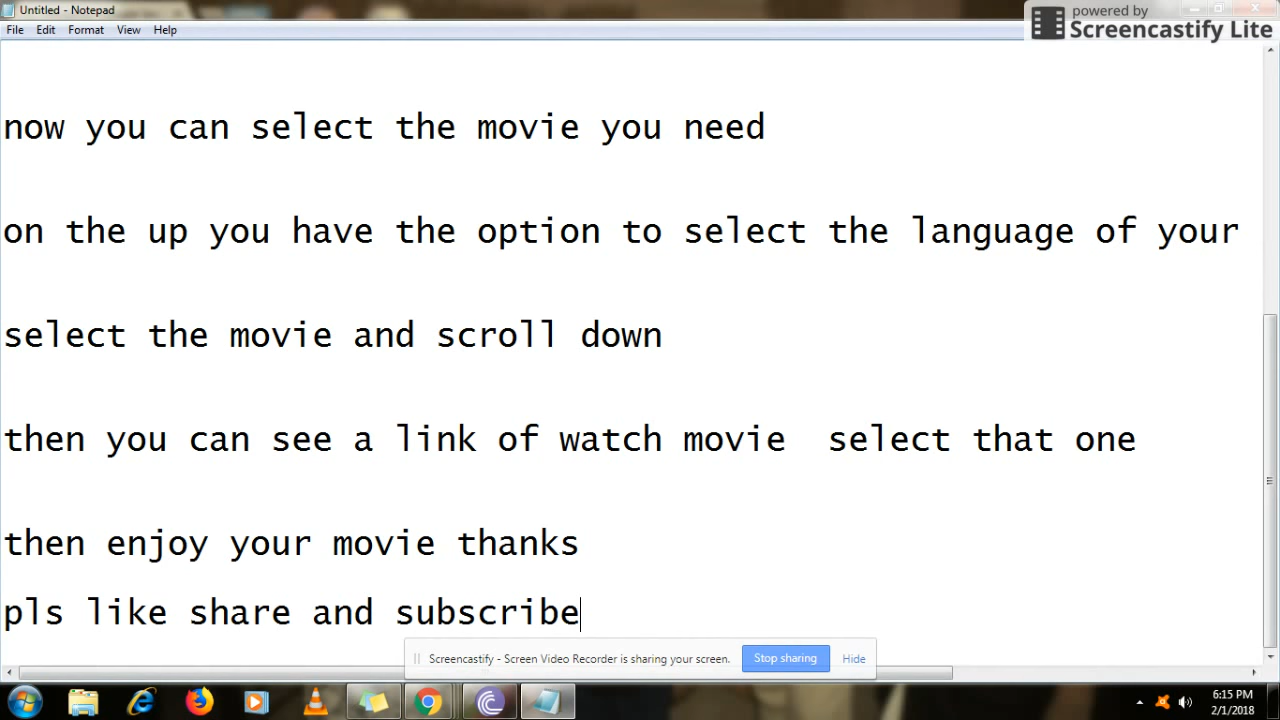 Untitled - Notepad
powered by
Screencastify Lite
File Edit Format View Help
now you can select the movie you need
on the up you have the option to select the language of your
select the movie and scroll down
then you can see a link of watch movie  select that one
then enjoy your movie thanks
pls like share and subscribe
Screencastify - Screen Video Recorder is sharing your screen. Stop sharing Hide
6:15 PM
2/1/2018